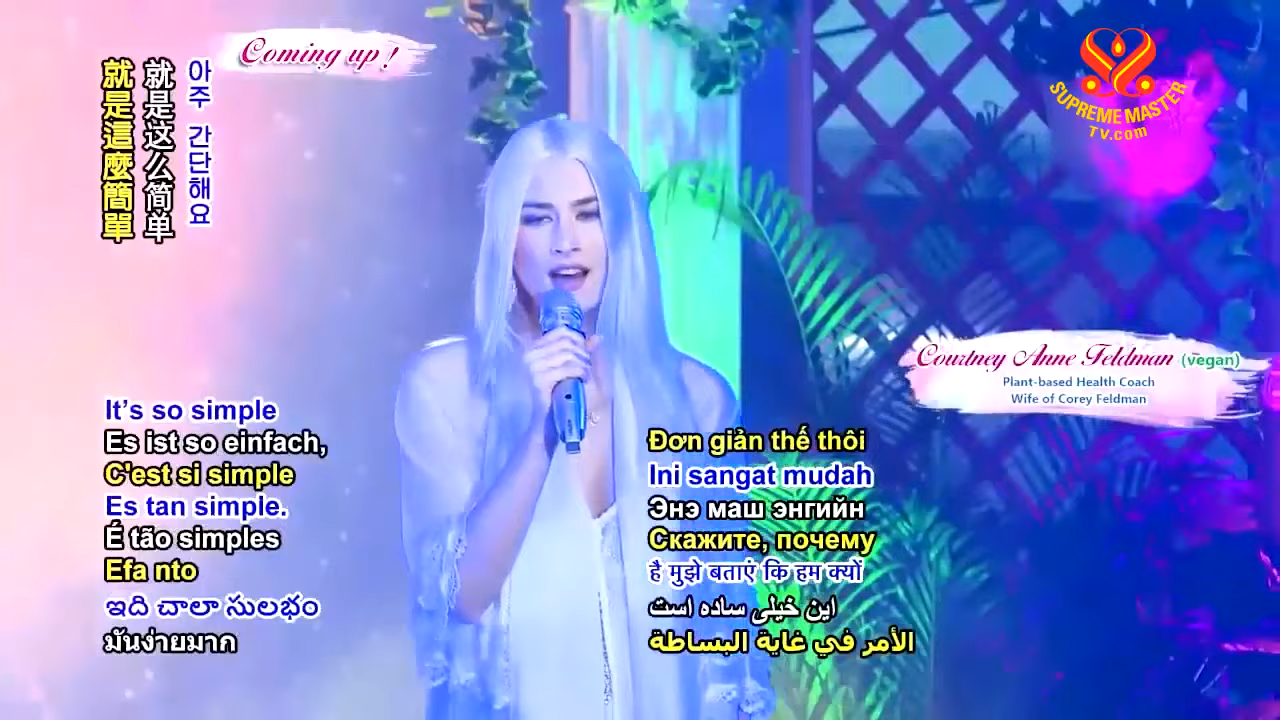 Coming up!
SUPREME MASTER
TV.com
아주 간단해요
就是这么简单
就是這麼簡單
Courtney Anne Feldman (vegan)
Plant-based Health Coach
Wife of Corey Feldman
It's so simple
Es ist so einfach,
C'est si simple
Es tan simple.
É tão simples
Efa nto
ఇది చాలా సులభం
มันง่ายมาก
Đơn giản thế thôi
Ini sangat mudah
Энэ маш энгийн
Скажите, почему
है मुझे बताएं कि हम क्यों
این خیلی ساده است
الأمر في غاية البساطة